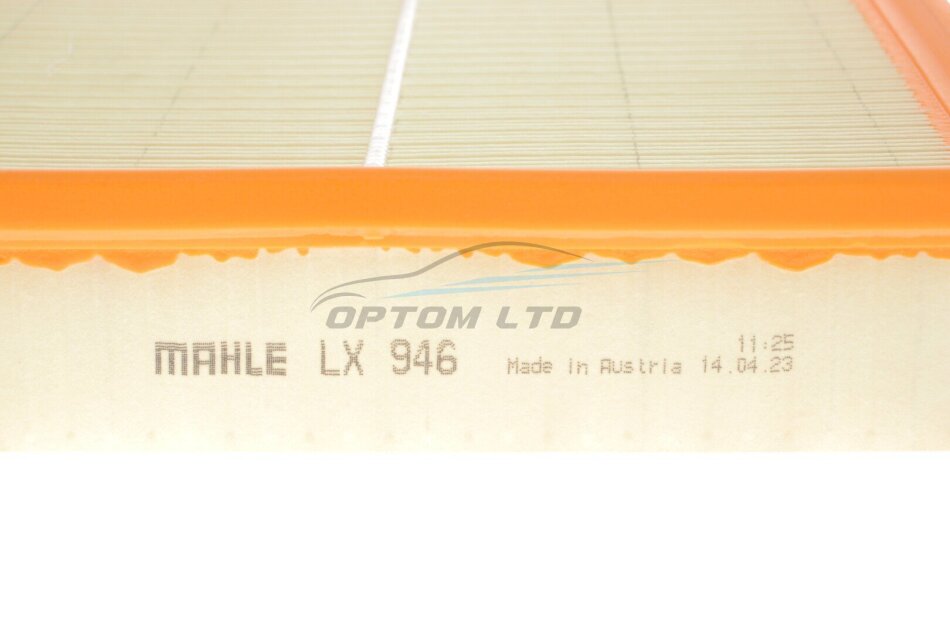 OPTOM LTD
MAHLE LX 946
11:25
Made in Austria 14.04.23